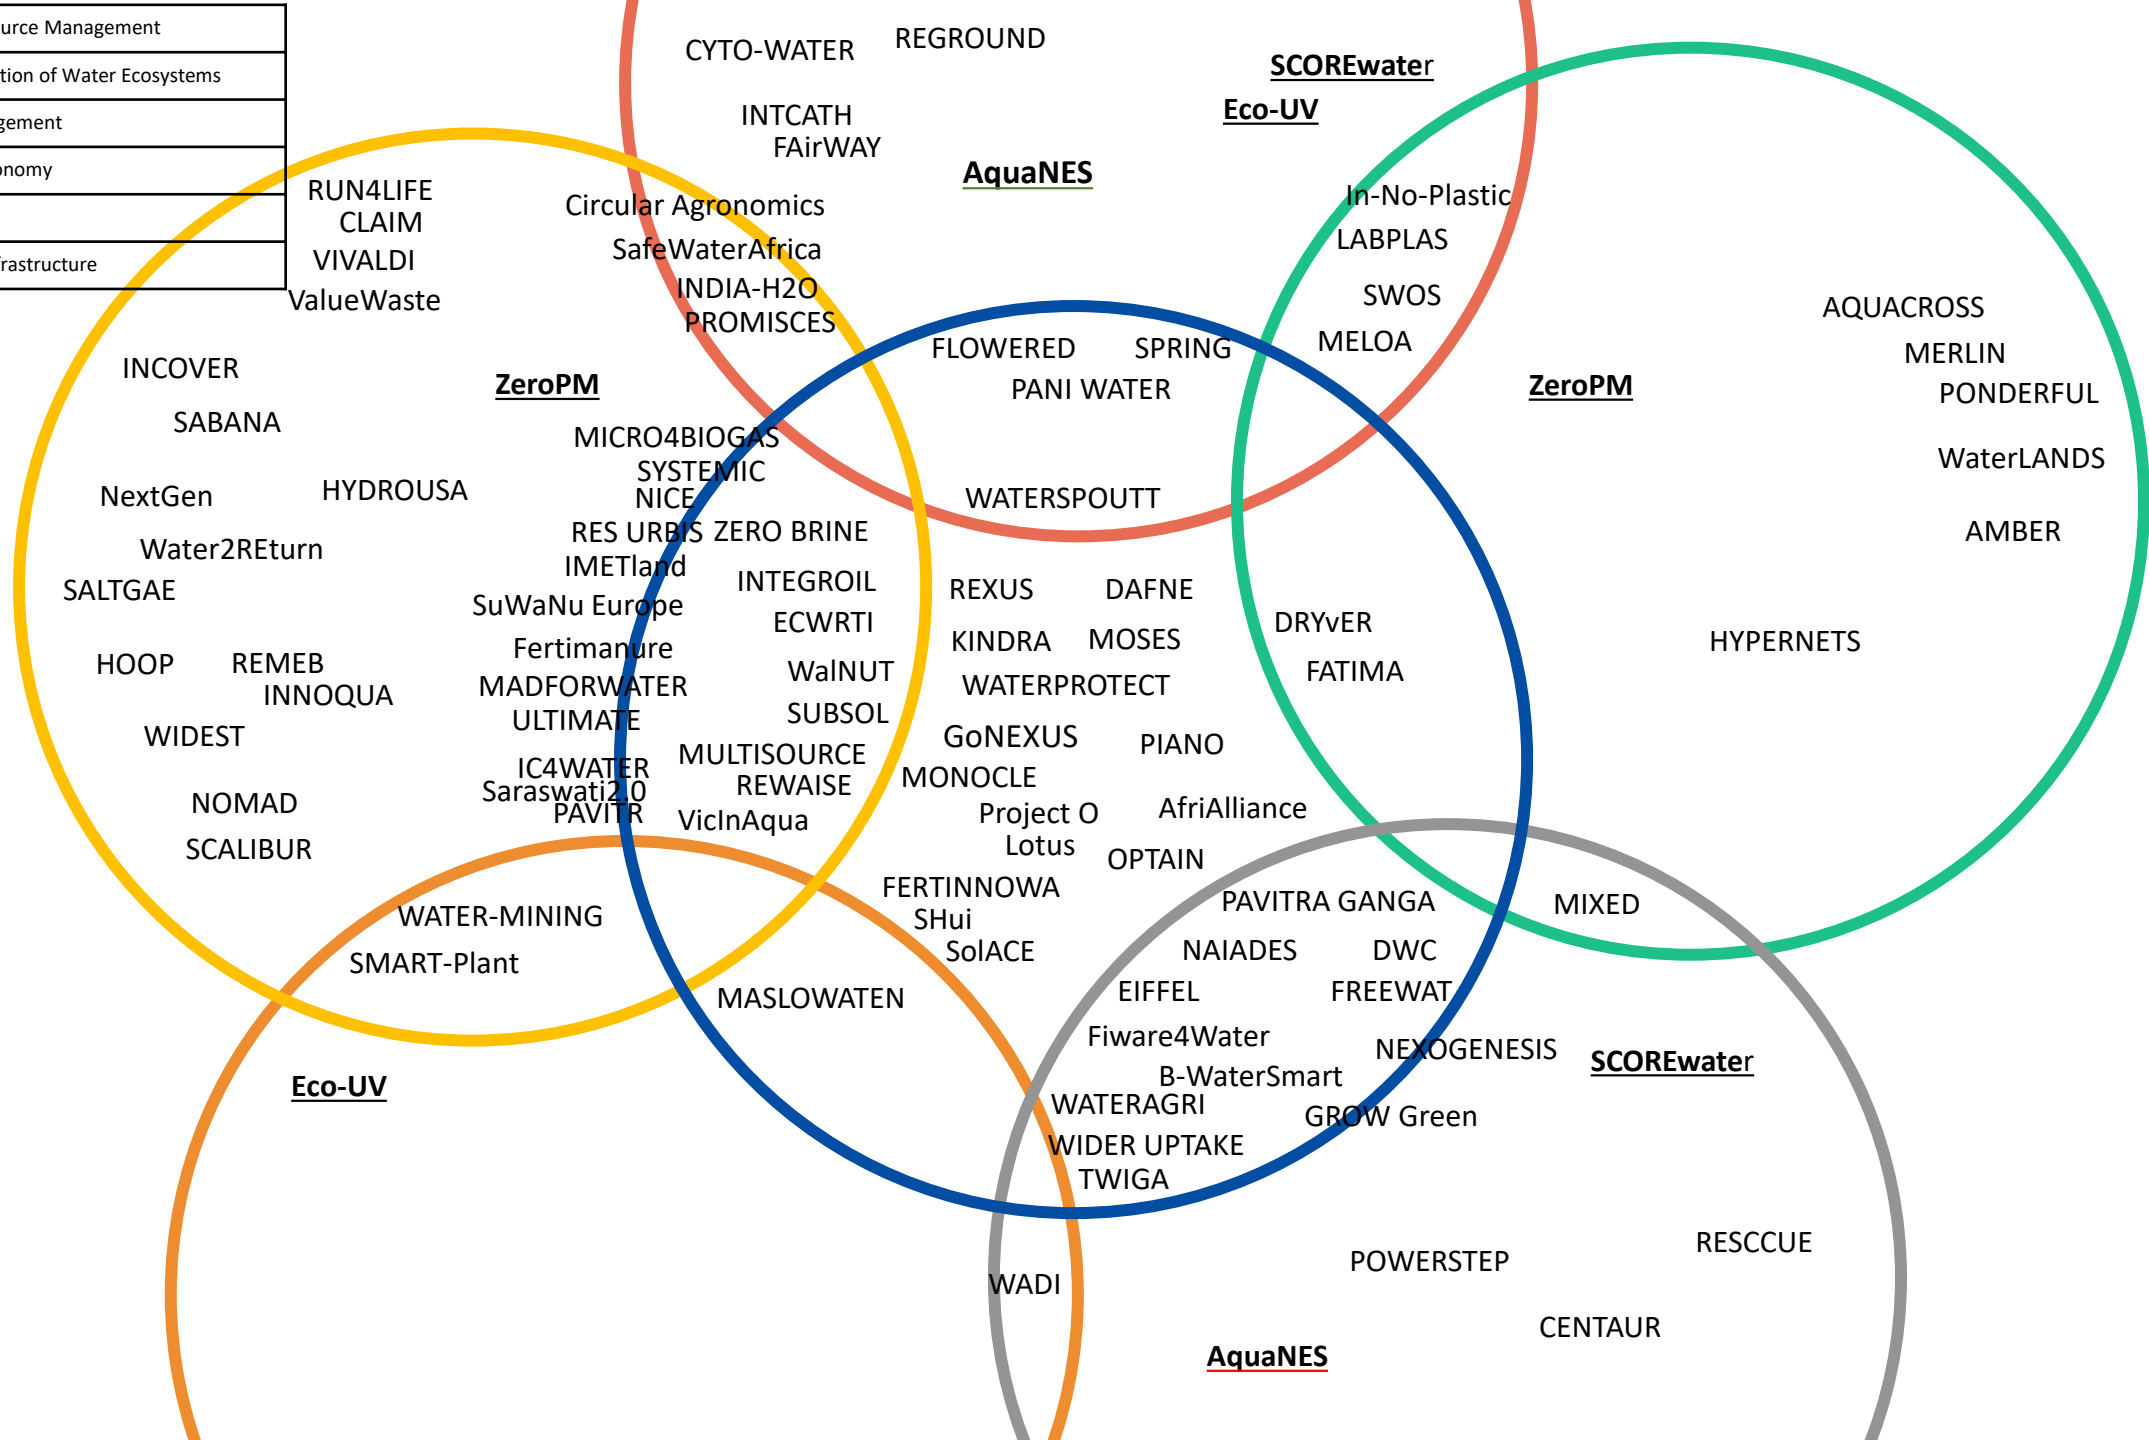 urce Management
tion of Water Ecosystems
gement
onomy
frastructure
CYTO-WATER
REGROUND
SCOREwater
Eco-UV
INTCATH
FAirWAY
AquaNES
RUN4LIFE
CLAIM
VIVALDI
ValueWaste
Circular Agronomics
SafeWaterAfrica
INDIA-H2O
PROMISCES
In-No-Plastic
LABPLAS
SWOS
MELOA
AQUACROSS
MERLIN
PONDERFUL
WaterLANDS
AMBER
HYPERNETS
ZeroPM
FLOWERED
SPRING
PANI WATER
WATERSPOUTT
INCOVER
SABANA
ZeroPM
NextGen
HYDROUSA
Water2REturn
SALTGAE
HOOP
REMEB
INNOQUA
WIDEST
NOMAD
SCALIBUR
MICRO4BIOGAS
SYSTEMIC
NICE
RES URBIS
ZERO BRINE
IMETland
INTEGROIL
SuWaNu Europe
ECWRTI
Fertimanure
WalNUT
MADFORWATER
ULTIMATE
SUBSOL
IC4WATER
MULTISOURCE
Saraswati2.0
REWAISE
PAVITR
VicInAqua
REXUS
DAFNE
KINDRA
MOSES
WATERPROTECT
GoNEXUS
PIANO
MONOCLE
Project O
AfriAlliance
Lotus
OPTAIN
FERTINNOWA
SHui
SolACE
DRYvER
FATIMA
WATER-MINING
SMART-Plant
MASLOWATEN
Eco-UV
PAVITRA GANGA
MIXED
NAIADES
DWC
EIFFEL
FREEWAT
Fiware4Water
NEXOGENESIS
SCOREwater
B-WaterSmart
WATERAGRI
GROW Green
WIDER UPTAKE
TWIGA
WADI
POWERSTEP
RESCCUE
CENTAUR
AquaNES